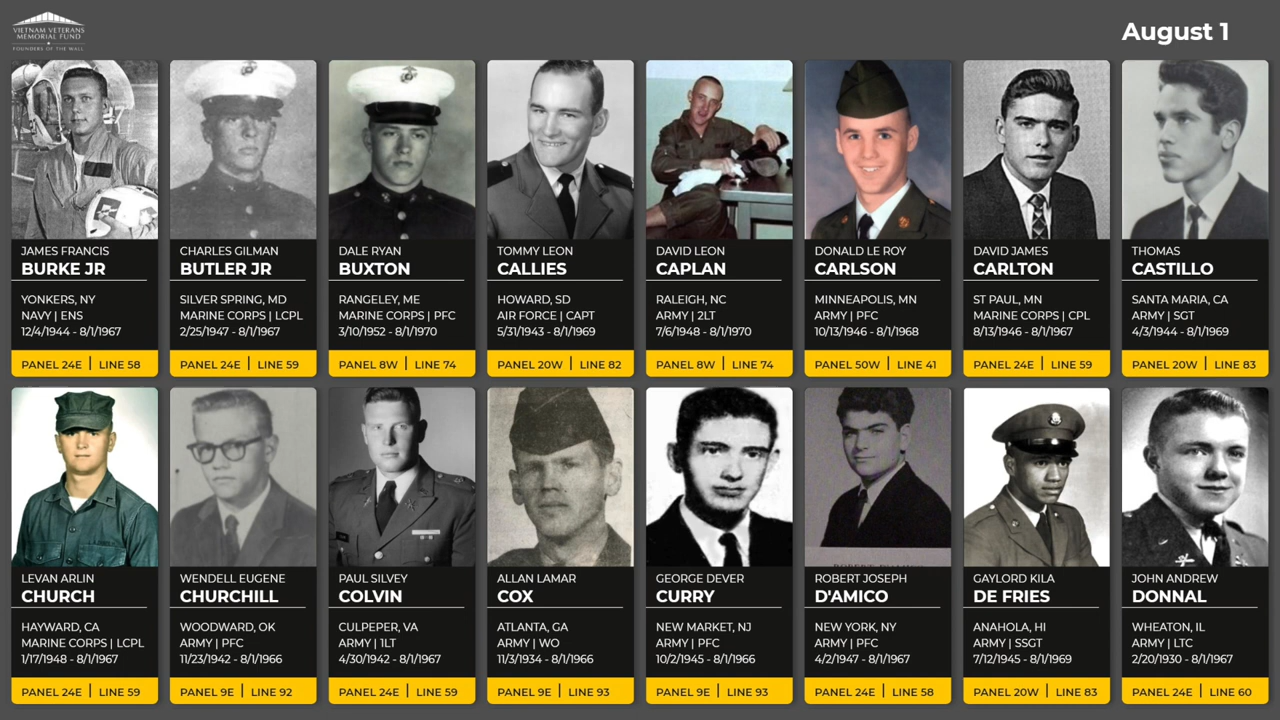 VIETNAM VETERANS
MEMORIAL FUND
FOUNDERS OF THE WALL
August 1
JAMES FRANCIS
BURKE JR
YONKERS, NY
NAVY | ENS
12/4/1944 - 8/1/1967
PANEL 24E | LINE 58
CHARLES GILMAN
BUTLER JR
SILVER SPRING, MD
MARINE CORPS | LCPL
2/25/1947 - 8/1/1967
PANEL 24E | LINE 59
DALE RYAN
BUXTON
RANGELEY, ME
MARINE CORPS | PFC
3/10/1952 - 8/1/1970
PANEL 8W | LINE 74
TOMMY LEON
CALLIES
HOWARD, SD
AIR FORCE | CAPT
5/31/1943 - 8/1/1969
PANEL 20W | LINE 82
DAVID LEON
CAPLAN
RALEIGH, NC
ARMY | 2LT
7/6/1948 - 8/1/1970
PANEL 8W | LINE 74
DONALD LE ROY
CARLSON
MINNEAPOLIS, MN
ARMY | PFC
10/13/1946 - 8/1/1968
PANEL 50W | LINE 41
DAVID JAMES
CARLTON
ST PAUL, MN
MARINE CORPS | CPL
8/13/1946 - 8/1/1967
PANEL 24E | LINE 59
THOMAS
CASTILLO
SANTA MARIA, CA
ARMY | SGT
4/3/1944 - 8/1/1969
PANEL 20W | LINE 83
LEVAN ARLIN
CHURCH
HAYWARD, CA
MARINE CORPS | LCPL
1/17/1948 - 8/1/1967
PANEL 24E | LINE 59
WENDELL EUGENE
CHURCHILL
WOODWARD, OK
ARMY | PFC
11/23/1942 - 8/1/1966
PANEL 9E | LINE 92
PAUL SILVEY
COLVIN
CULPEPER, VA
ARMY | 1LT
4/30/1942 - 8/1/1967
PANEL 24E | LINE 59
ALLAN LAMAR
COX
ATLANTA, GA
ARMY | WO
11/3/1934 - 8/1/1966
PANEL 9E | LINE 93
GEORGE DEVER
CURRY
NEW MARKET, NJ
ARMY | PFC
10/2/1945 - 8/1/1966
PANEL 9E | LINE 93
ROBERT JOSEPH
D'AMICO
NEW YORK, NY
ARMY | PFC
4/2/1947 - 8/1/1967
PANEL 24E | LINE 58
GAYLORD KILA
DE FRIES
ANAHOLA, HI
ARMY | SSGT
7/12/1945 - 8/1/1969
PANEL 20W | LINE 83
JOHN ANDREW
DONNAL
WHEATON, IL
ARMY | LTC
2/20/1930 - 8/1/1967
PANEL 24E | LINE 60